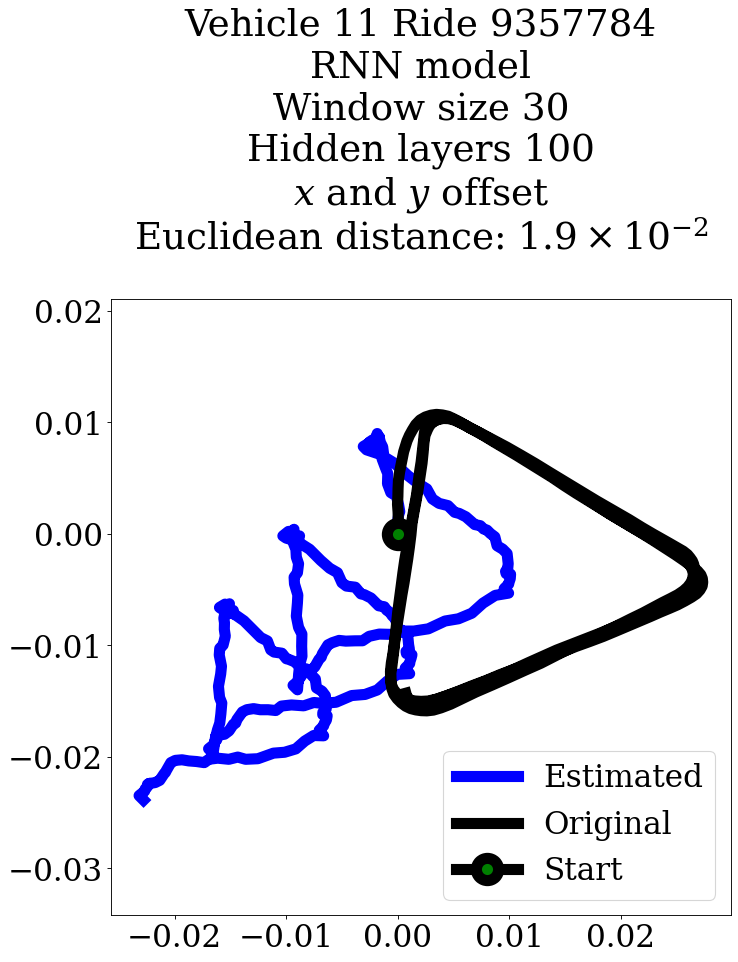 Vehicle 11 Ride 9357784
RNN model
Window size 30
Hidden layers 100
x and y offset
Euclidean distance: 1.9 × 10⁻²
0.02
0.01
0.00
−0.01
−0.02
−0.03
Estimated
Original
Start
−0.02 −0.01 0.00 0.01 0.02